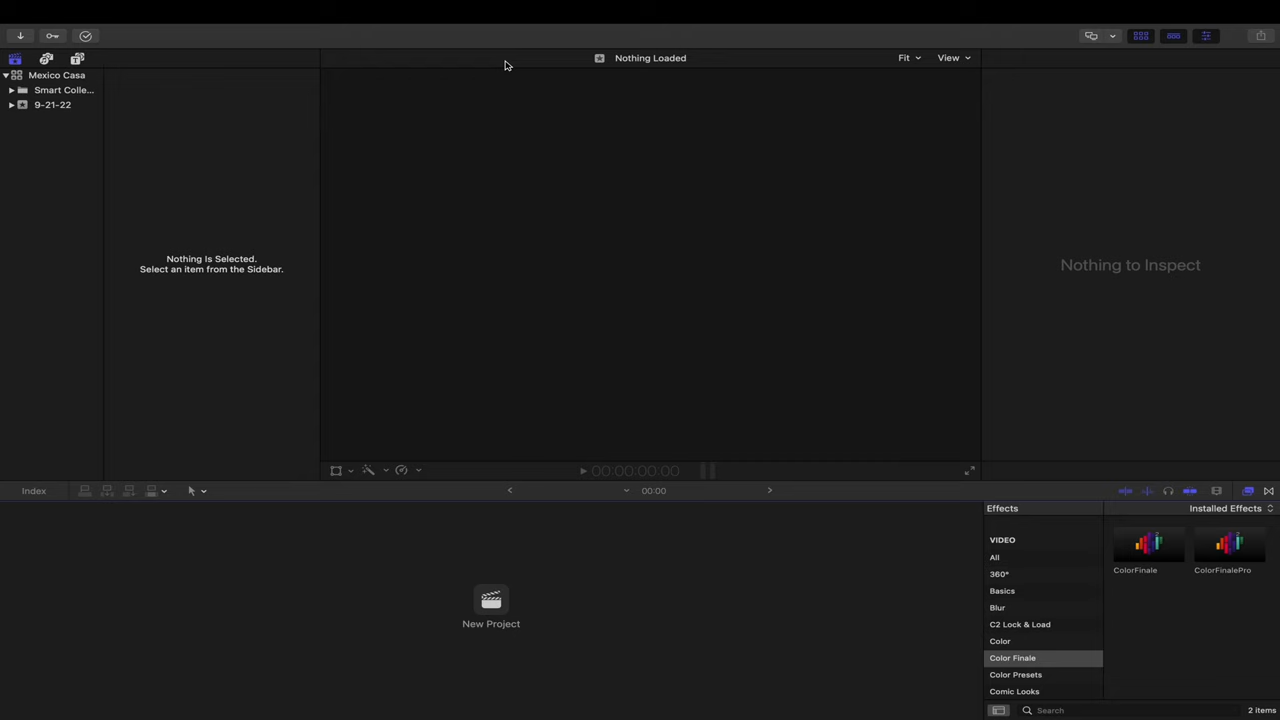 Nothing Loaded
Fit
View
Mexico Casa
Smart Colle...
9-21-22
Nothing Is Selected.
Select an item from the Sidebar.
Nothing to Inspect
00:00:00:00
Index
00:00
Effects
Installed Effects
VIDEO
All
360°
Basics
Blur
C2 Lock & Load
Color
Color Finale
Color Presets
Comic Looks
ColorFinale
ColorFinalePro
New Project
Search
2 items